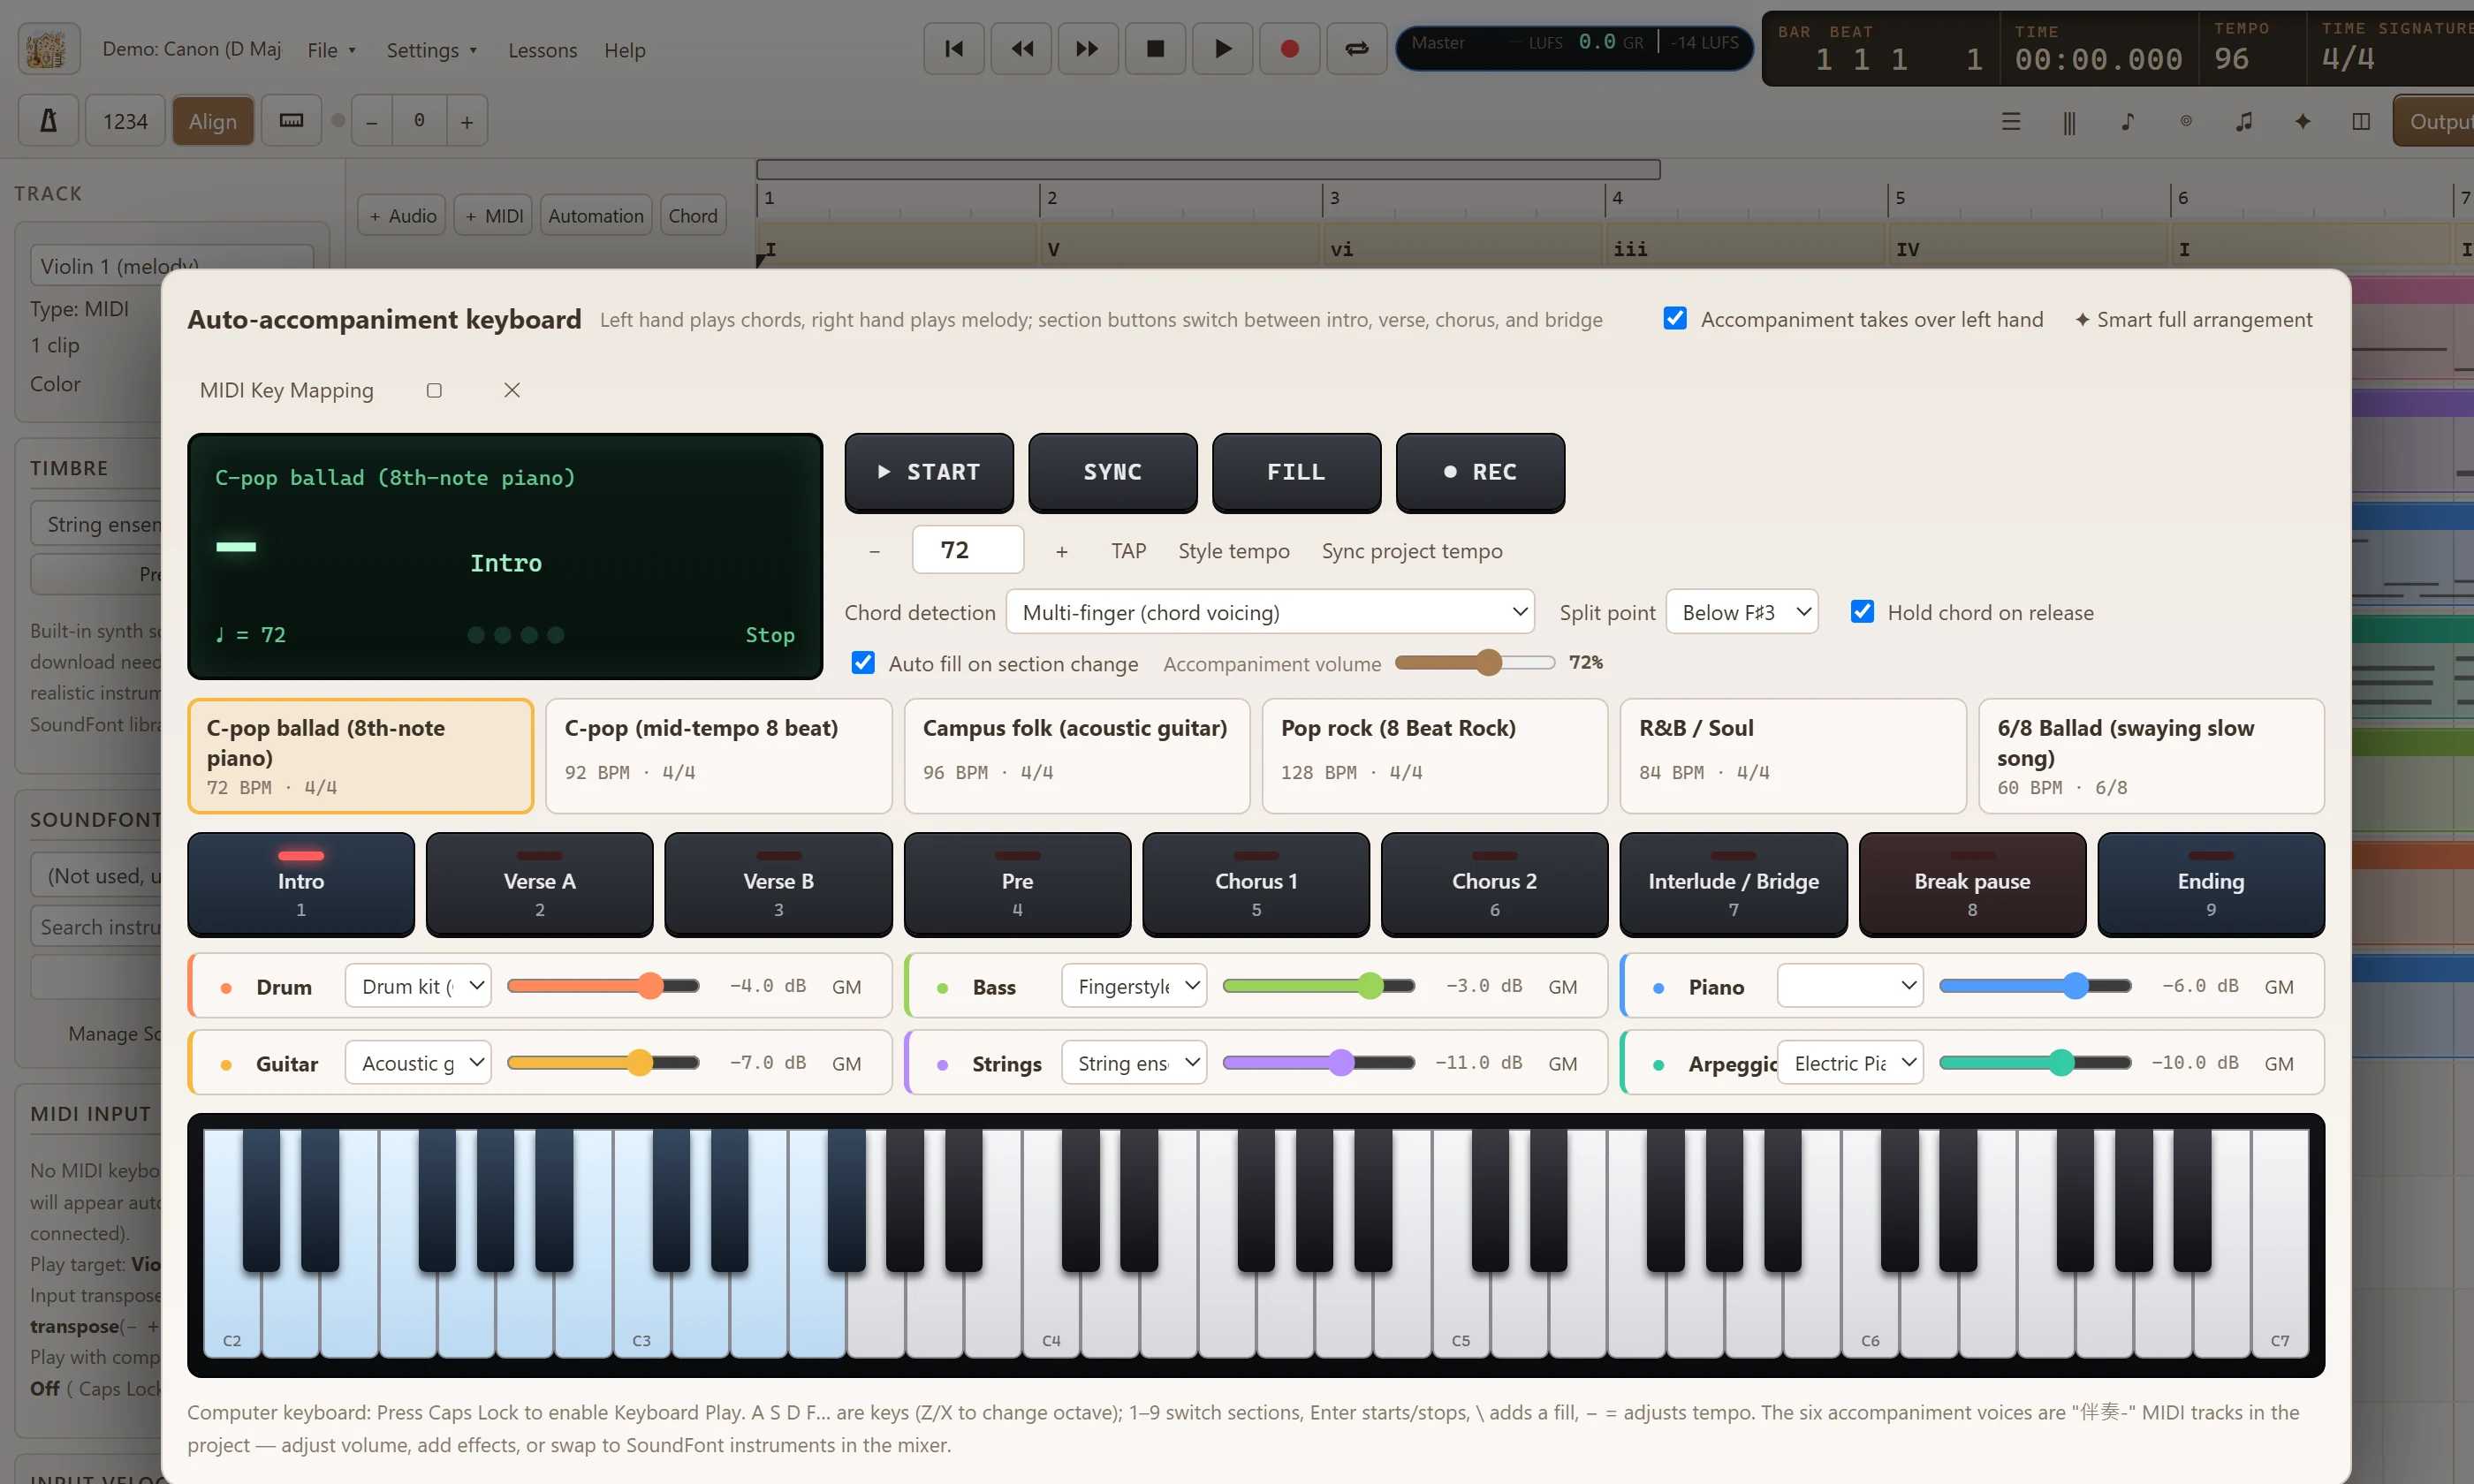 Demo: Canon (D Maj
File ▾
Settings ▾
Lessons
Help
Master
LUFS 0.0 GR
-14 LUFS
BAR BEAT
1 1 1 1
TIME
00:00.000
TEMPO
96
TIME SIGNATURE
4/4
1234
Align
− 0 +
Output
TRACK
+ Audio
+ MIDI
Automation
Chord
1 2 3 4 5 6 7
I V vi iii IV I
Violin 1 (melody)
Type: MIDI
1 clip
Color
TIMBRE
String ensem
Pre
Built-in synth so
download need
realistic instrum
SoundFont libra
SOUNDFONT
(Not used, u
Search instru
Manage So
MIDI INPUT
No MIDI keybo
will appear auto
connected).
Play target: Vio
Input transpose
transpose(− +
Play with comp
Off ( Caps Lock
INPUT VELOC
Auto-accompaniment keyboard
Left hand plays chords, right hand plays melody; section buttons switch between intro, verse, chorus, and bridge
Accompaniment takes over left hand
✦ Smart full arrangement
MIDI Key Mapping
C-pop ballad (8th-note piano)
Intro
♩ = 72
Stop
▶ START
SYNC
FILL
● REC
− 72 +
TAP
Style tempo
Sync project tempo
Chord detection
Multi-finger (chord voicing)
Split point
Below F♯3
Hold chord on release
Auto fill on section change
Accompaniment volume
72%
C-pop ballad (8th-note
piano)
72 BPM · 4/4
C-pop (mid-tempo 8 beat)
92 BPM · 4/4
Campus folk (acoustic guitar)
96 BPM · 4/4
Pop rock (8 Beat Rock)
128 BPM · 4/4
R&B / Soul
84 BPM · 4/4
6/8 Ballad (swaying slow
song)
60 BPM · 6/8
Intro
1
Verse A
2
Verse B
3
Pre
4
Chorus 1
5
Chorus 2
6
Interlude / Bridge
7
Break pause
8
Ending
9
Drum
Drum kit (
−4.0 dB
GM
Bass
Fingerstyle
−3.0 dB
GM
Piano
−6.0 dB
GM
Guitar
Acoustic g
−7.0 dB
GM
Strings
String ens
−11.0 dB
GM
Arpeggio
Electric Pia
−10.0 dB
GM
C2 C3 C4 C5 C6 C7
Computer keyboard: Press Caps Lock to enable Keyboard Play. A S D F… are keys (Z/X to change octave); 1–9 switch sections, Enter starts/stops, \ adds a fill, − = adjusts tempo. The six accompaniment voices are "伴奏-" MIDI tracks in the
project — adjust volume, add effects, or swap to SoundFont instruments in the mixer.